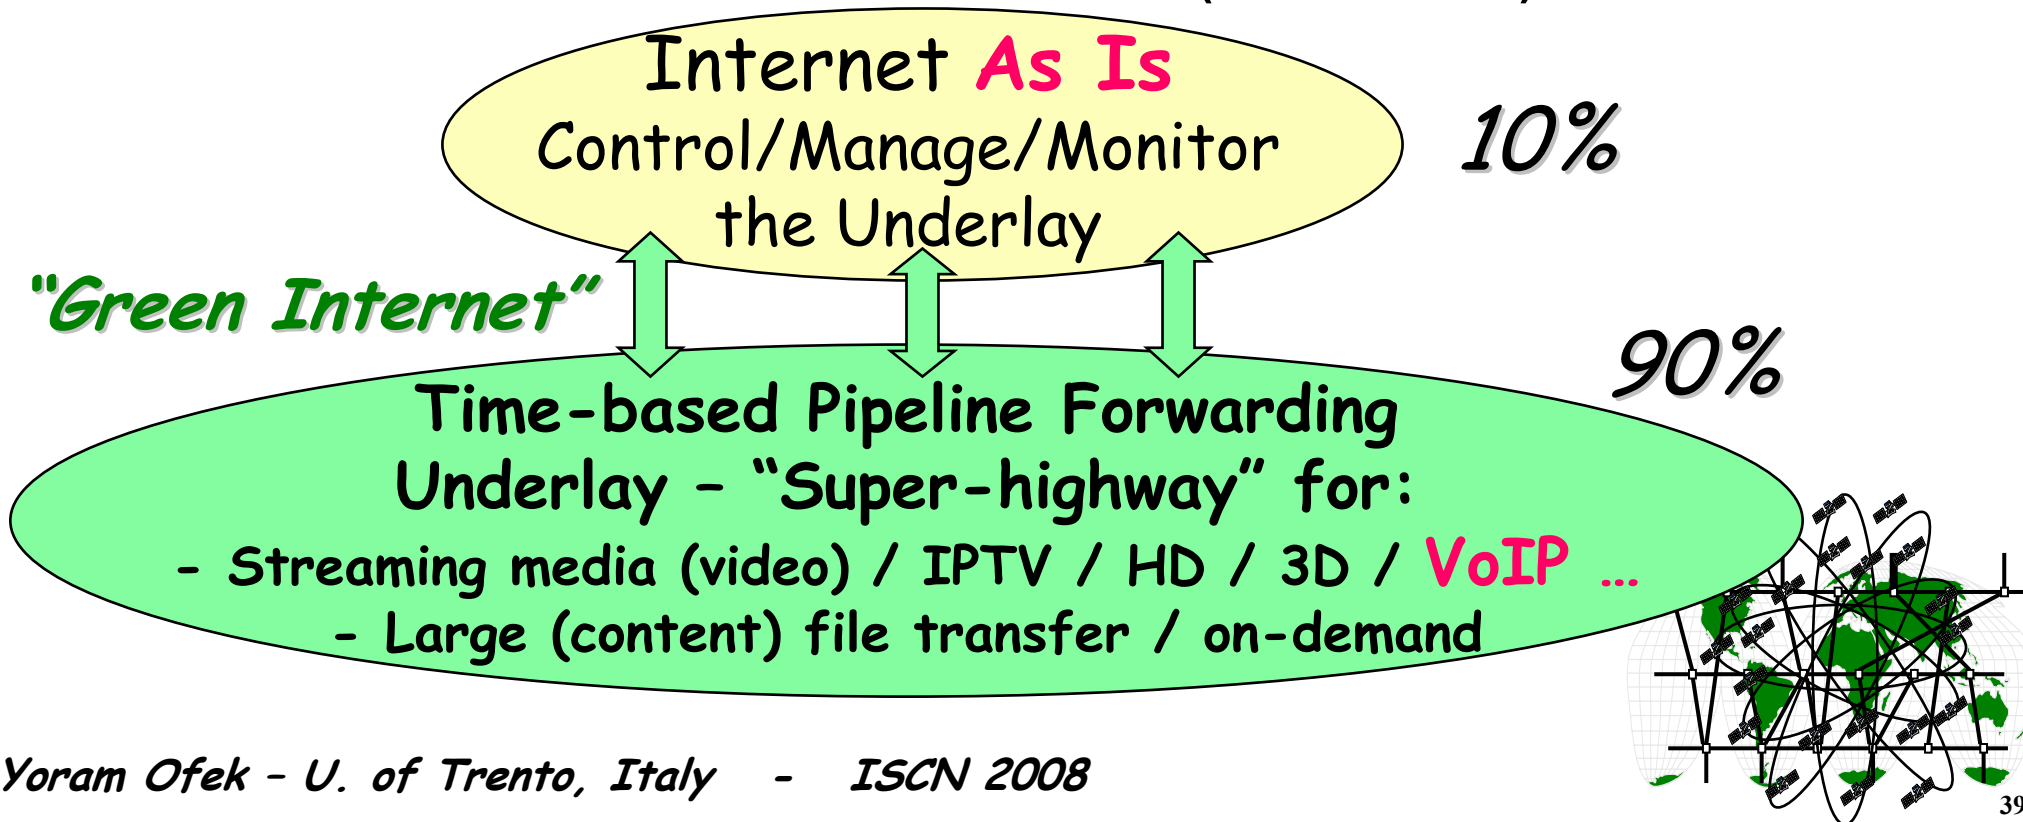 Internet As Is
Control/Manage/Monitor
the Underlay
10%
"Green Internet"
90%
Time-based Pipeline Forwarding
Underlay – “Super-highway” for:
- Streaming media (video) / IPTV / HD / 3D / VoIP …
- Large (content) file transfer / on-demand
Yoram Ofek – U. of Trento, Italy - ISCN 2008
39